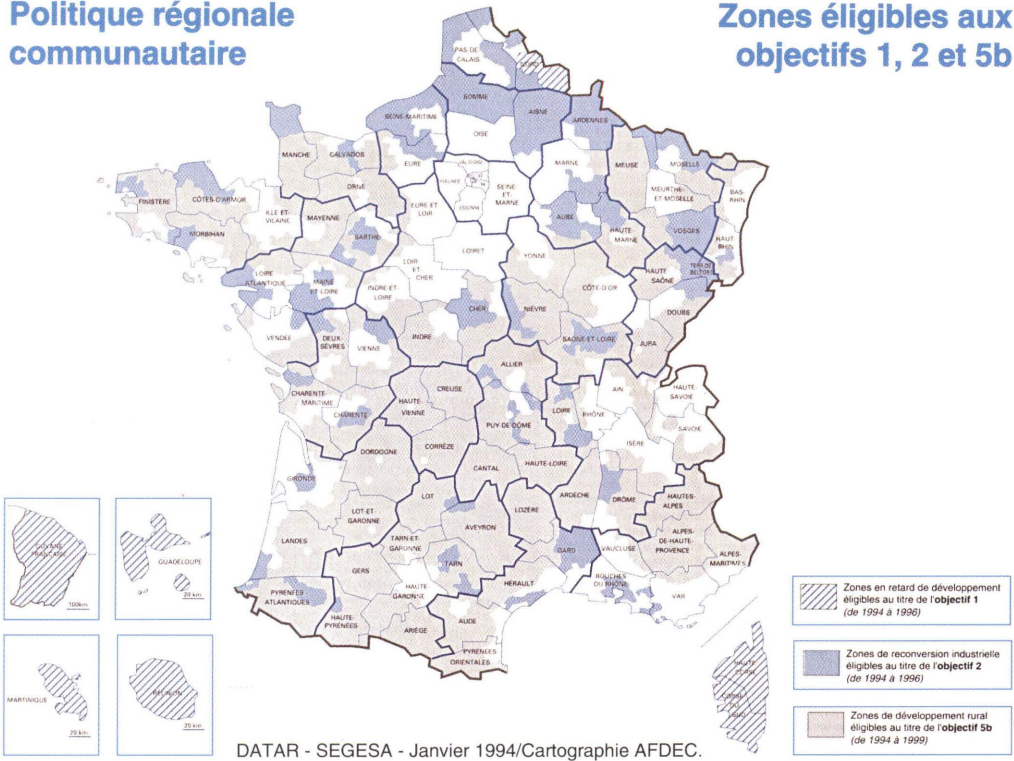 Politique régionale
communautaire
Zones éligibles aux
objectifs 1, 2 et 5b
PAS-DE
CALAIS
NORD
SOMME
SEINE-MARITIME
AISNE
ARDENNES
OISE
MANCHE
CALVADOS
EURE
VAL D'OISE
MARNE
MEUSE
MOSELLE
ORNE
YVELINES
SEINE
ET-
MARNE
ESSONNE
MEURTHE-
ET-MOSELLE
BAS-
RHIN
FINISTERE
CÔTES-D'ARMOR
ILLE ET-
VILAINE
MAYENNE
EURE ET
LOIR
AUBE
HAUTE-
MARNE
VOSGES
HAUT
RHIN
MORBIHAN
SARTHE
LOIRET
YONNE
LOIR
ET
CHER
HAUTE
SAÔNE
TERR DE
BELFORT
LOIRE
ATLANTIQUE
MAINE
ET LOIRE
INDRE ET
LOIRE
CHER
NIÈVRE
CÔTE-D'OR
DOUBS
VENDÉE
DEUX-
SÈVRES
VIENNE
INDRE
SAÔNE-ET-LOIRE
JURA
ALLIER
CHARENTE-
MARITIME
CHARENTE
HAUTE-
VIENNE
CREUSE
PUY DE DÔME
LOIRE
RHÔNE
AIN
HAUTE-
SAVOIE
SAVOIE
ISÈRE
DORDOGNE
CORRÈZE
CANTAL
HAUTE-LOIRE
GIRONDE
LOT
ARDÈCHE
DRÔME
HAUTES-
ALPES
LOT-ET-
GARONNE
AVEYRON
LOZÈRE
LANDES
TARN-ET-
GARONNE
TARN
GARD
VAUCLUSE
ALPES-
DE-HAUTE-
PROVENCE
ALPES-
MARITIMES
GERS
HAUTE
GARONNE
HÉRAULT
BOUCHES
DU RHÔNE
VAR
PYRÉNÉES
ATLANTIQUES
HAUTE-
PYRÉNÉES
ARIÈGE
AUDE
PYRÉNÉES
ORIENTALES
HAUTE
CORSE
CORSE
DU
SUD
GUYANE
FRANÇAISE
100km
GUADELOUPE
20 km
MARTINIQUE
20 km
RÉUNION
20 km
Zones en retard de développement
éligibles au titre de l'objectif 1
(de 1994 à 1996)
Zones de reconversion industrielle
éligibles au titre de l'objectif 2
(de 1994 à 1996)
Zones de développement rural
éligibles au titre de l'objectif 5b
(de 1994 à 1999)
DATAR - SEGESA - Janvier 1994/Cartographie AFDEC.